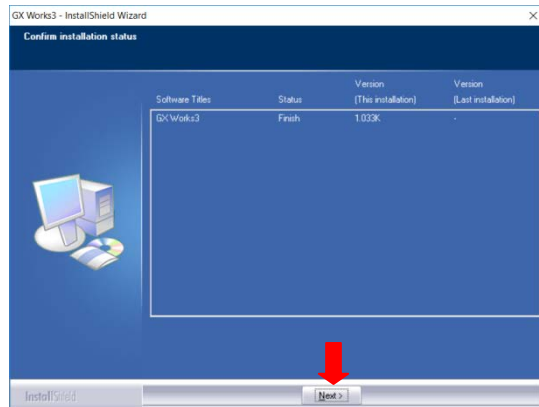 GX Works3 - InstallShield Wizard
Confirm installation status
Software Titles Status Version (This installation) Version (Last installation)
GX Works3 Finish 1.033K -
InstallShield
Next >